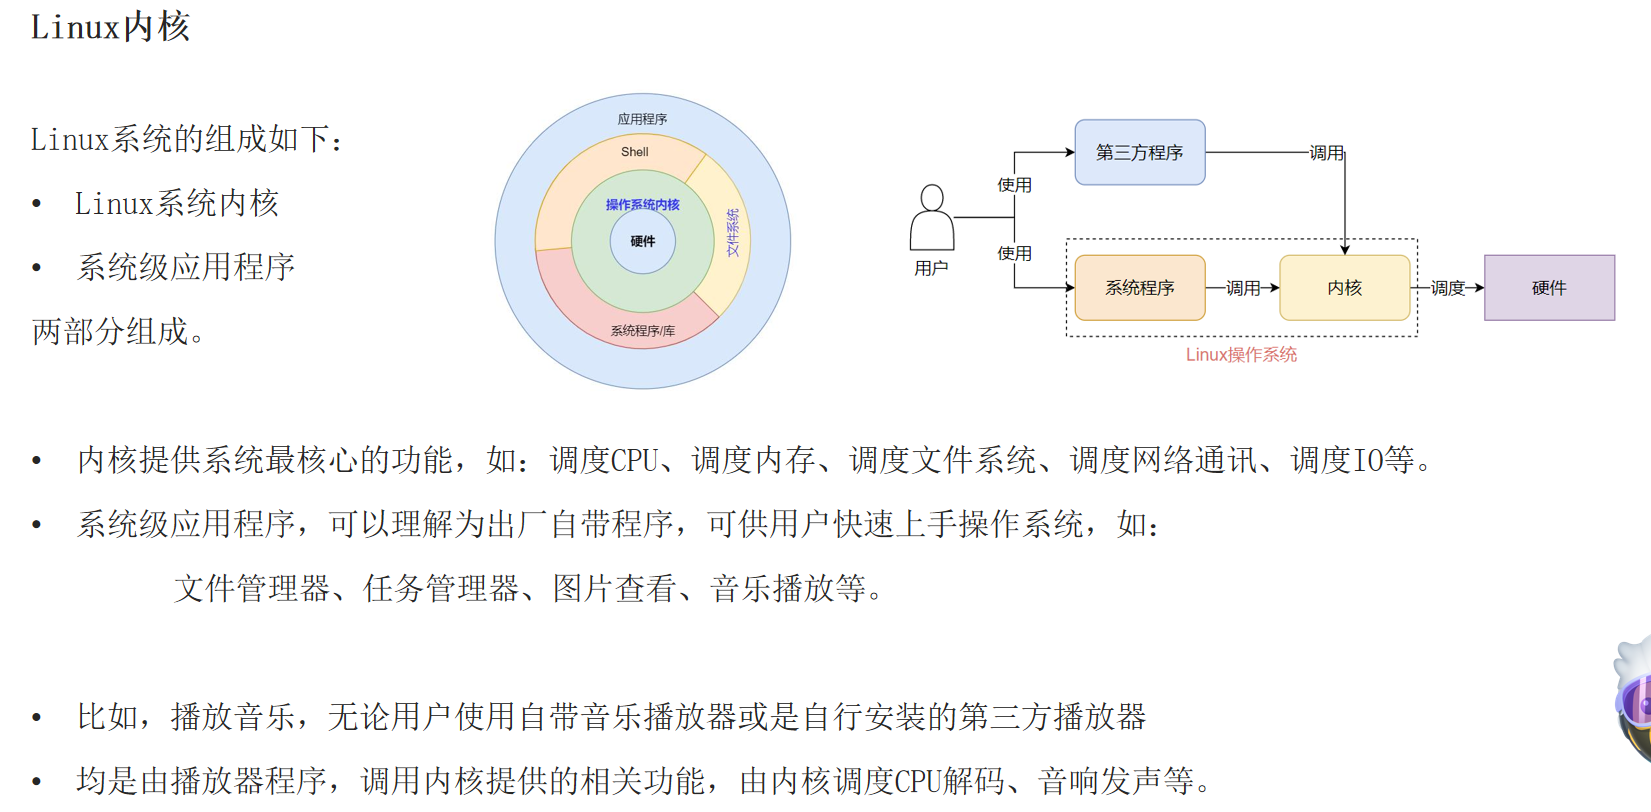 Linux内核
Linux系统的组成如下：
• Linux系统内核
• 系统级应用程序
两部分组成。
应用程序
Shell
操作系统内核
硬件
文件系统
系统程序/库
用户
使用
使用
第三方程序
调用
系统程序
调用
内核
调度
硬件
Linux操作系统
• 内核提供系统最核心的功能，如：调度CPU、调度内存、调度文件系统、调度网络通讯、调度IO等。
• 系统级应用程序，可以理解为出厂自带程序，可供用户快速上手操作系统，如：
文件管理器、任务管理器、图片查看、音乐播放等。
• 比如，播放音乐，无论用户使用自带音乐播放器或是自行安装的第三方播放器
• 均是由播放器程序，调用内核提供的相关功能，由内核调度CPU解码、音响发声等。